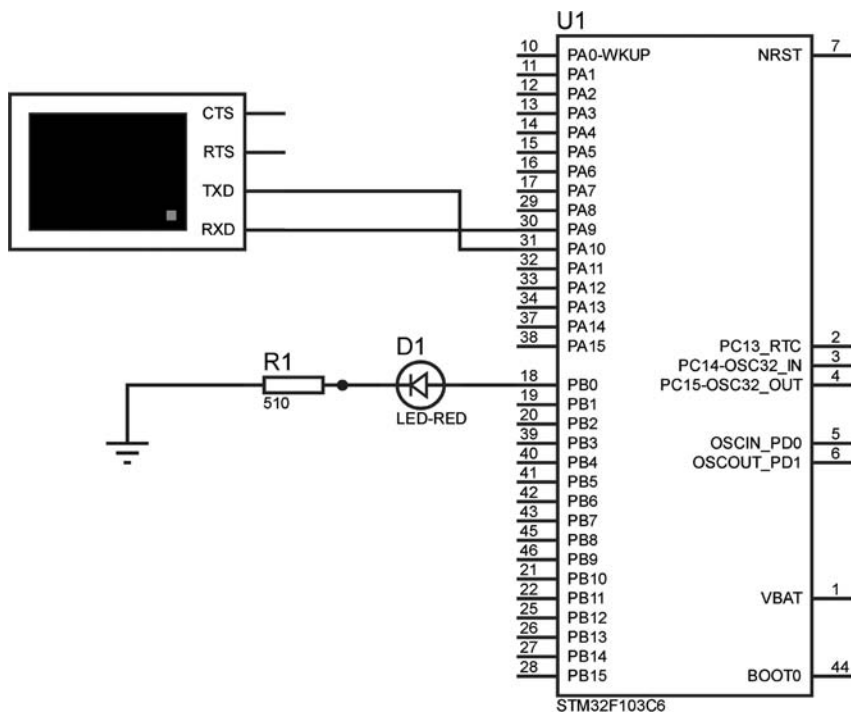 U1
10 PA0-WKUP
11 PA1
12 PA2
13 PA3
14 PA4
15 PA5
16 PA6
17 PA7
29 PA8
30 PA9
31 PA10
32 PA11
33 PA12
34 PA13
37 PA14
38 PA15
18 PB0
19 PB1
20 PB2
39 PB3
40 PB4
41 PB5
42 PB6
43 PB7
45 PB8
46 PB9
21 PB10
22 PB11
25 PB12
26 PB13
27 PB14
28 PB15
NRST 7
PC13_RTC 2
PC14-OSC32_IN 3
PC15-OSC32_OUT 4
OSCIN_PD0 5
OSCOUT_PD1 6
VBAT 1
BOOT0 44
STM32F103C6
CTS
RTS
TXD
RXD
R1
510
D1
LED-RED